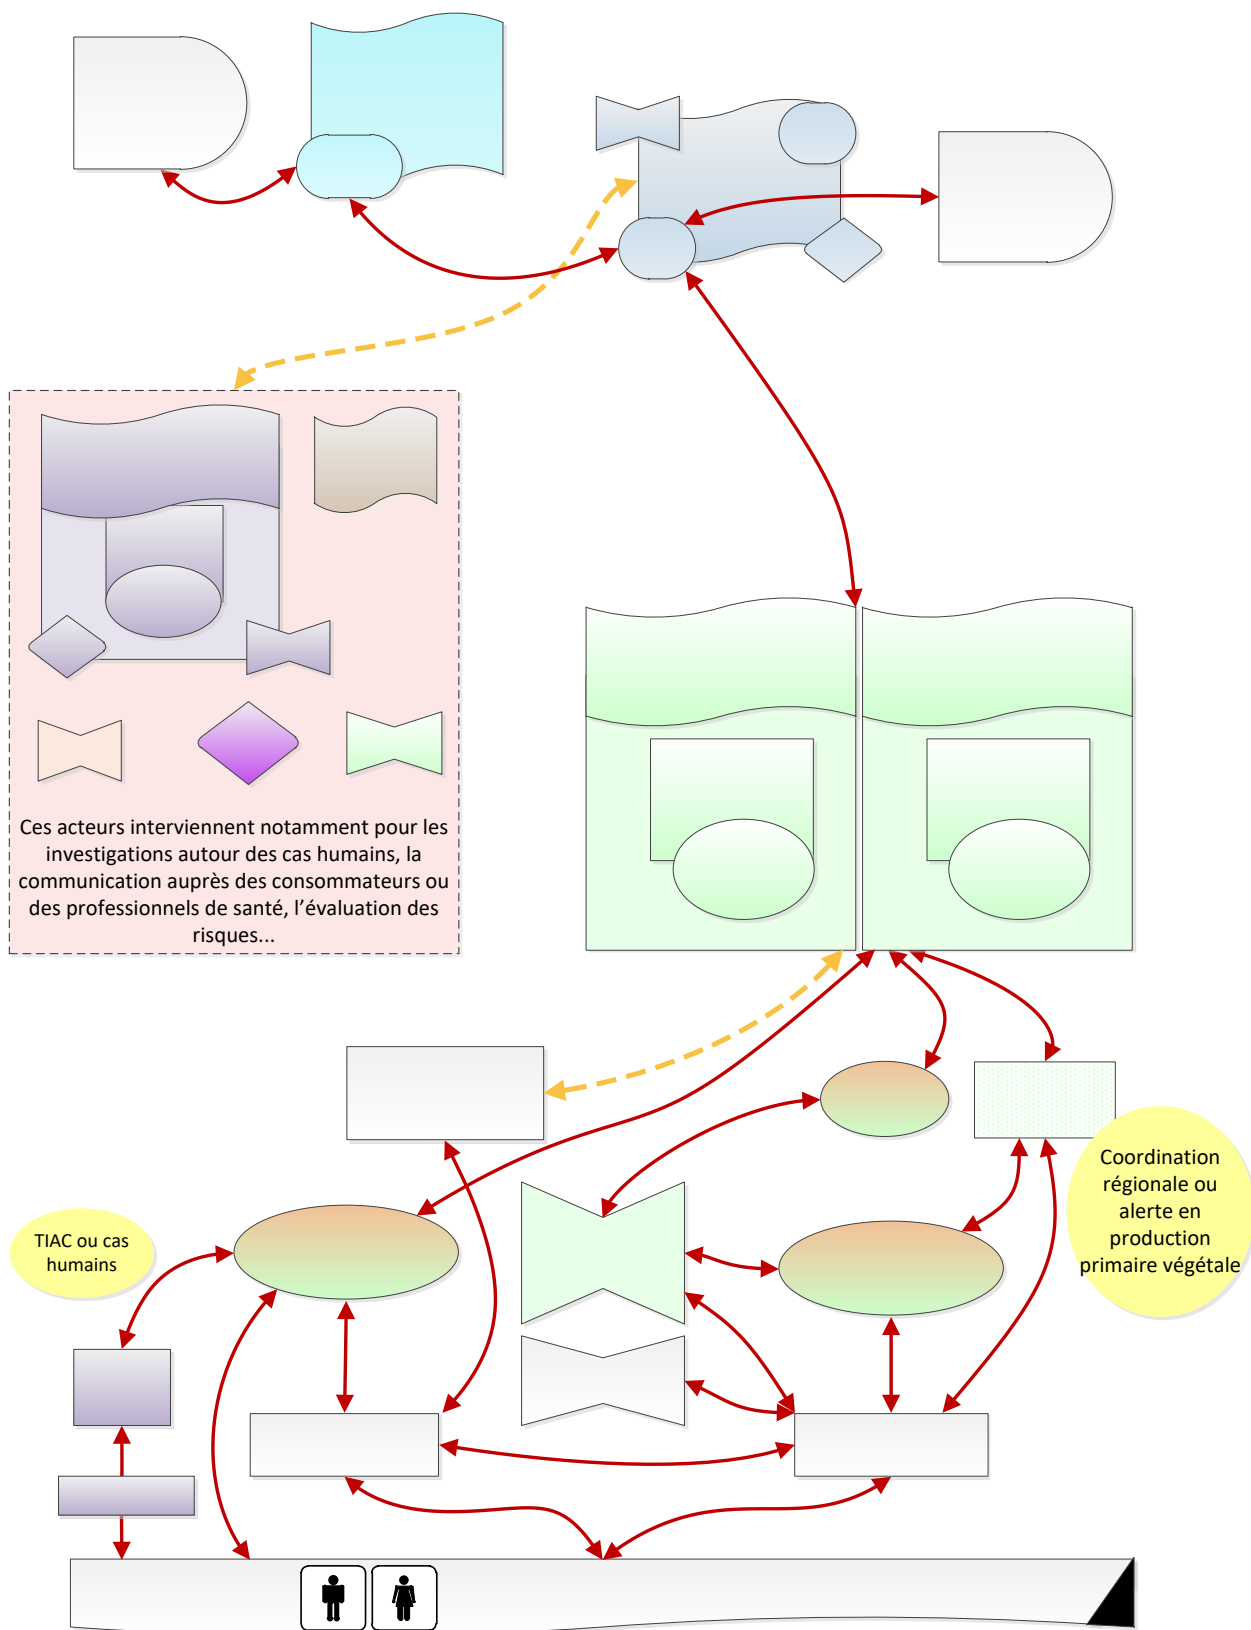 Ces acteurs interviennent notamment pour les
investigations autour des cas humains, la
communication auprès des consommateurs ou
des professionnels de santé, l’évaluation des
risques...
Coordination
régionale ou
alerte en
production
primaire végétale
TIAC ou cas
humains